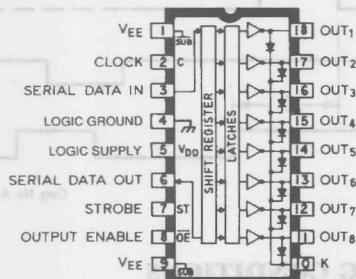 VEE 1 SUB 18 OUT1
CLOCK 2 C 17 OUT2
SERIAL DATA IN 3 16 OUT3
LOGIC GROUND 4 15 OUT4
LOGIC SUPPLY 5 VDD 14 OUT5
SERIAL DATA OUT 6 13 OUT6
STROBE 7 ST 12 OUT7
OUTPUT ENABLE 8 OE 11 OUT8
VEE 9 SUB 10 K
SHIFT REGISTER
LATCHES
Dwg. No. A